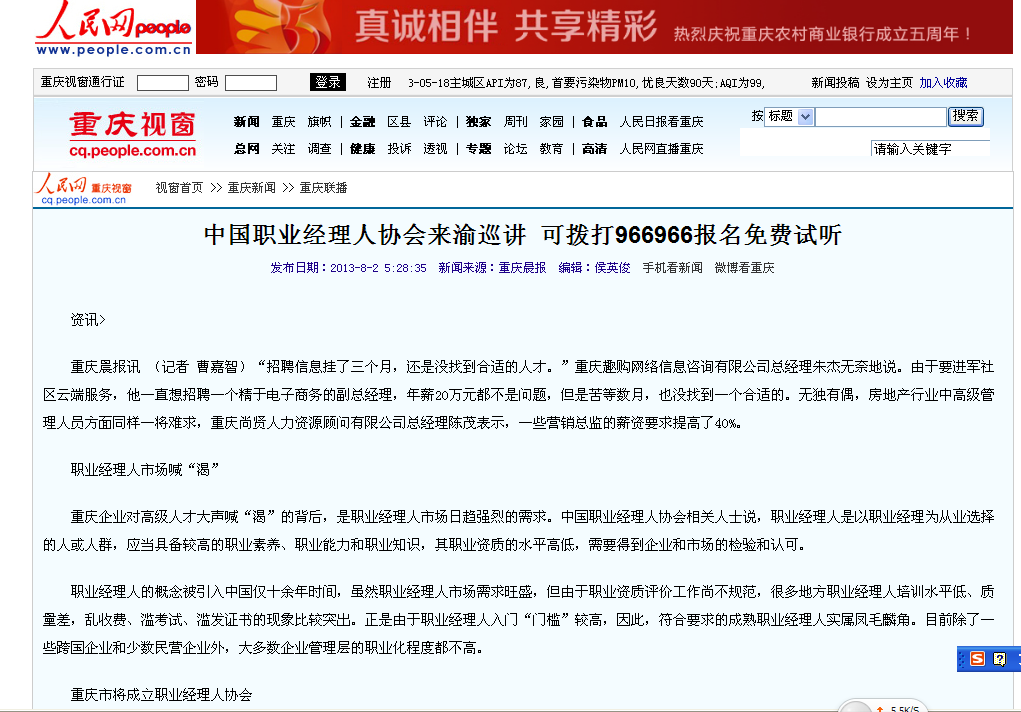 人民网 people
www.people.com.cn
真诚相伴 共享精彩 热烈庆祝重庆农村商业银行成立五周年！
重庆视窗通行证 密码 登录 注册 3-05-18主城区API为87,良,首要污染物PM10,优良天数90天;AQI为99, 新闻投稿 设为主页 加入收藏
重庆视窗
cq.people.com.cn
新闻 重庆 旗帜 | 金融 区县 评论 | 独家 周刊 家园 | 食品 人民日报看重庆
总网 关注 调查 | 健康 投诉 透视 | 专题 论坛 教育 | 高清 人民网直播重庆
按 标题 搜索
请输入关键字
人民网 重庆视窗
cq.people.com.cn
视窗首页 >> 重庆新闻 >> 重庆联播
中国职业经理人协会来渝巡讲 可拨打966966报名免费试听
发布日期：2013-8-2 5:28:35 新闻来源：重庆晨报 编辑：侯英俊 手机看新闻 微博看重庆
资讯>
重庆晨报讯 （记者 曹嘉智）“招聘信息挂了三个月，还是没找到合适的人才。”重庆趣购网络信息咨询有限公司总经理朱杰无奈地说。由于要进军社
区云端服务，他一直想招聘一个精于电子商务的副总经理，年薪20万元都不是问题，但是苦等数月，也没找到一个合适的。无独有偶，房地产行业中高级管
理人员方面同样一将难求，重庆尚贤人力资源顾问有限公司总经理陈茂表示，一些营销总监的薪资要求提高了40%。
职业经理人市场喊“渴”
重庆企业对高级人才大声喊“渴”的背后，是职业经理人市场日趋强烈的需求。中国职业经理人协会相关人士说，职业经理人是以职业经理为从业选择
的人或人群，应当具备较高的职业素养、职业能力和职业知识，其职业资质的水平高低，需要得到企业和市场的检验和认可。
职业经理人的概念被引入中国仅十余年时间，虽然职业经理人市场需求旺盛，但由于职业资质评价工作尚不规范，很多地方职业经理人培训水平低、质
量差，乱收费、滥考试、滥发证书的现象比较突出。正是由于职业经理人入门“门槛”较高，因此，符合要求的成熟职业经理人实属凤毛麟角。目前除了一
些跨国企业和少数民营企业外，大多数企业管理层的职业化程度都不高。
重庆市将成立职业经理人协会
5.5K/S